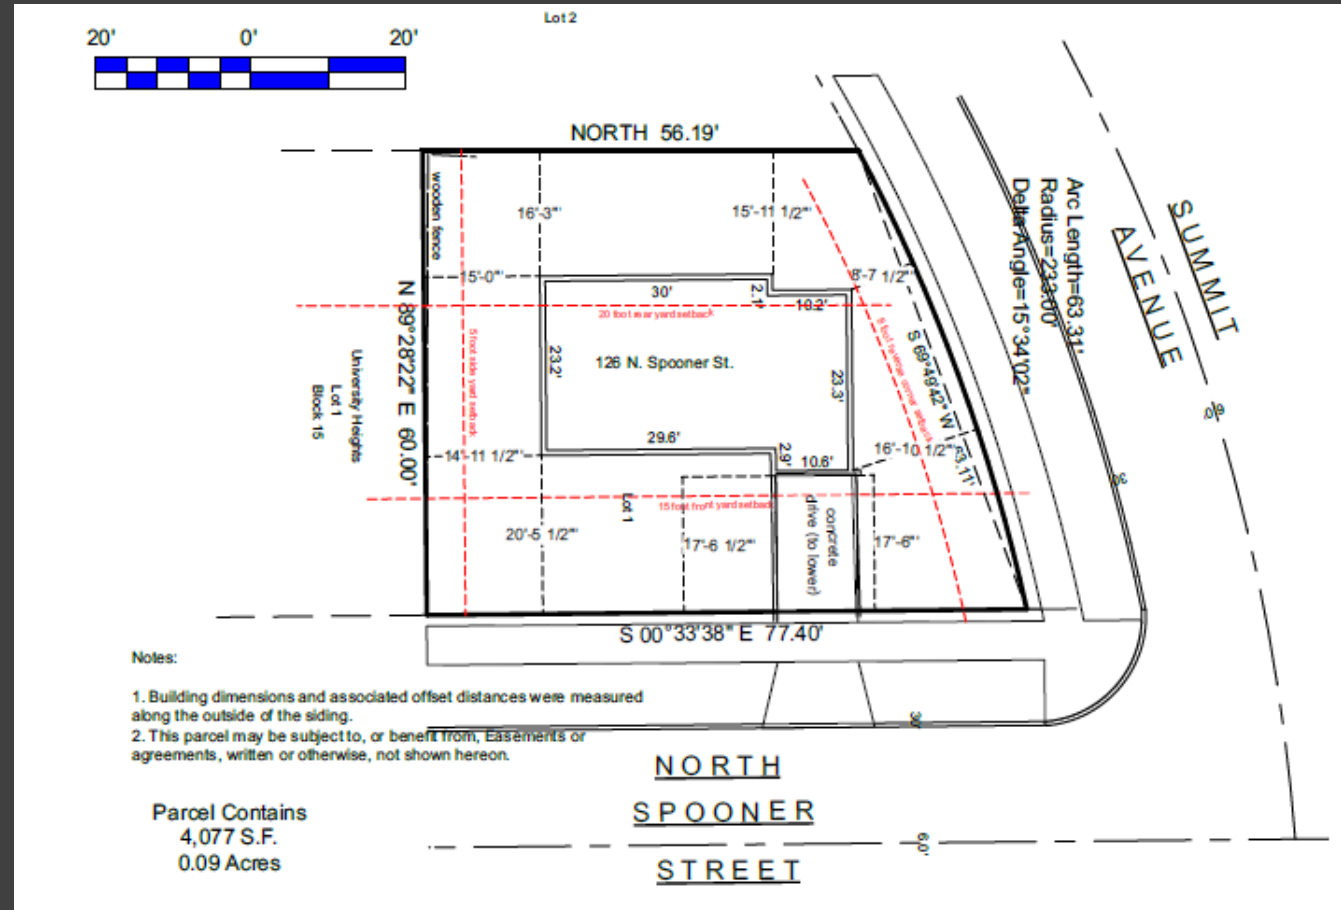 Lot 2
20'
0'
20'
NORTH 56.19'
wooden fence
16'-3"'
15'-11 1/2"'
15'-0"'
8'-7 1/2"'
30'
2.1'
10.2'
20 foot rear yard setback
N 89°28'22" E 60.00'
University Heights
Lot 1
Block 15
5 foot side yard setback
23.2'
126 N. Spooner St.
23.3'
S 69°49'42" W 63.11'
Arc Length=63.31'
Radius=233.00'
Delta Angle=15°34'02"
SUMMIT
AVENUE
60'
30'
29.6'
2.9'
10.6'
14'-11 1/2"'
16'-10 1/2"'
15 foot front yard setback
Lot 1
20'-5 1/2"'
17'-6 1/2"'
concrete
drive (to lower)
17'-6"'
S 00°33'38" E 77.40'
Notes:
1. Building dimensions and associated offset distances were measured
along the outside of the siding.
2. This parcel may be subject to, or benefit from, Easements or
agreements, written or otherwise, not shown hereon.
30'
NORTH
SPOONER
STREET
Parcel Contains
4,077 S.F.
0.09 Acres